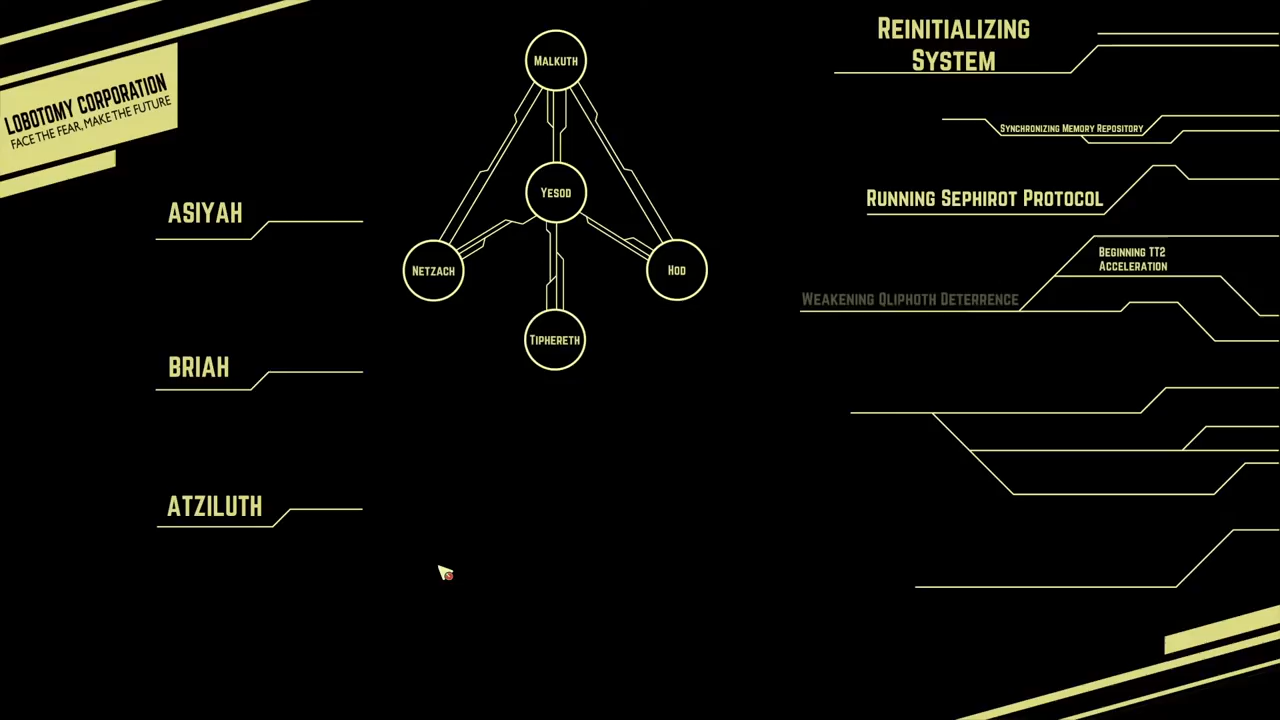 LOBOTOMY CORPORATION
FACE THE FEAR, MAKE THE FUTURE
ASIYAH
BRIAH
ATZILUTH
MALKUTH
YESOD
NETZACH
HOD
TIPHERETH
REINITIALIZING
SYSTEM
SYNCHRONIZING MEMORY REPOSITORY
RUNNING SEPHIROT PROTOCOL
BEGINNING TT2
ACCELERATION
WEAKENING QLIPHOTH DETERRENCE